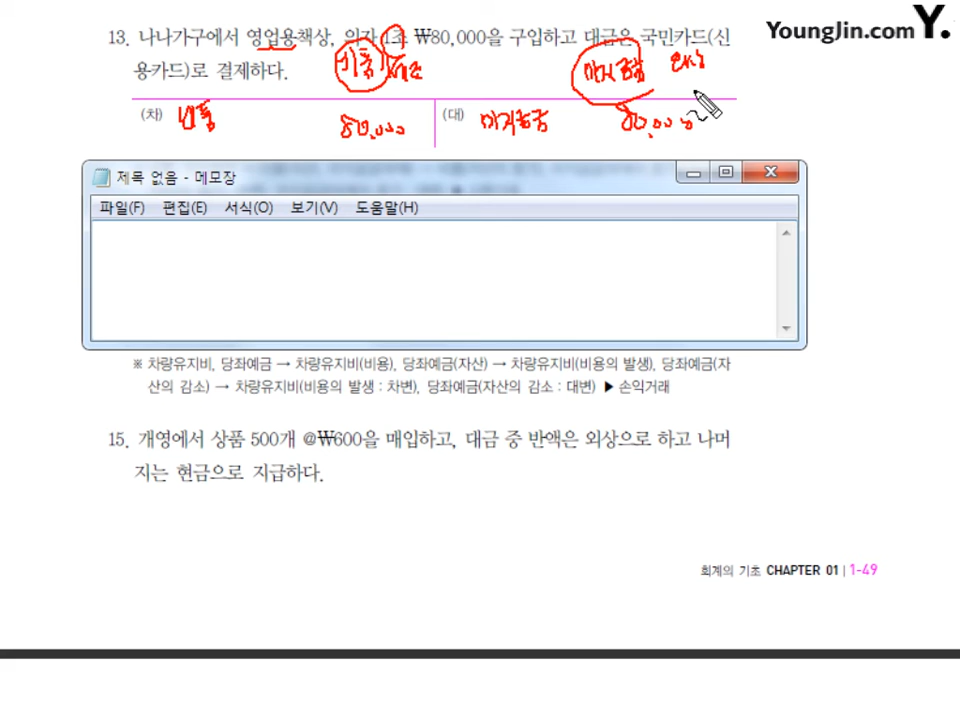 YoungJin.com Y.
13. 나나가구에서 영업용책상, 의자 1조 ₩80,000을 구입하고 대금은 국민카드(신
용카드)로 결제하다.
비품
(차) 비품 80,000 (대) 미지급금 80,000
제목 없음 - 메모장
파일(F) 편집(E) 서식(O) 보기(V) 도움말(H)
※ 차량유지비, 당좌예금 → 차량유지비(비용), 당좌예금(자산) → 차량유지비(비용의 발생), 당좌예금(자
산의 감소) → 차량유지비(비용의 발생 : 차변), 당좌예금(자산의 감소 : 대변) ▶ 손익거래
15. 개영에서 상품 500개 @₩600을 매입하고, 대금 중 반액은 외상으로 하고 나머
지는 현금으로 지급하다.
회계의 기초 CHAPTER 01 | 1-49